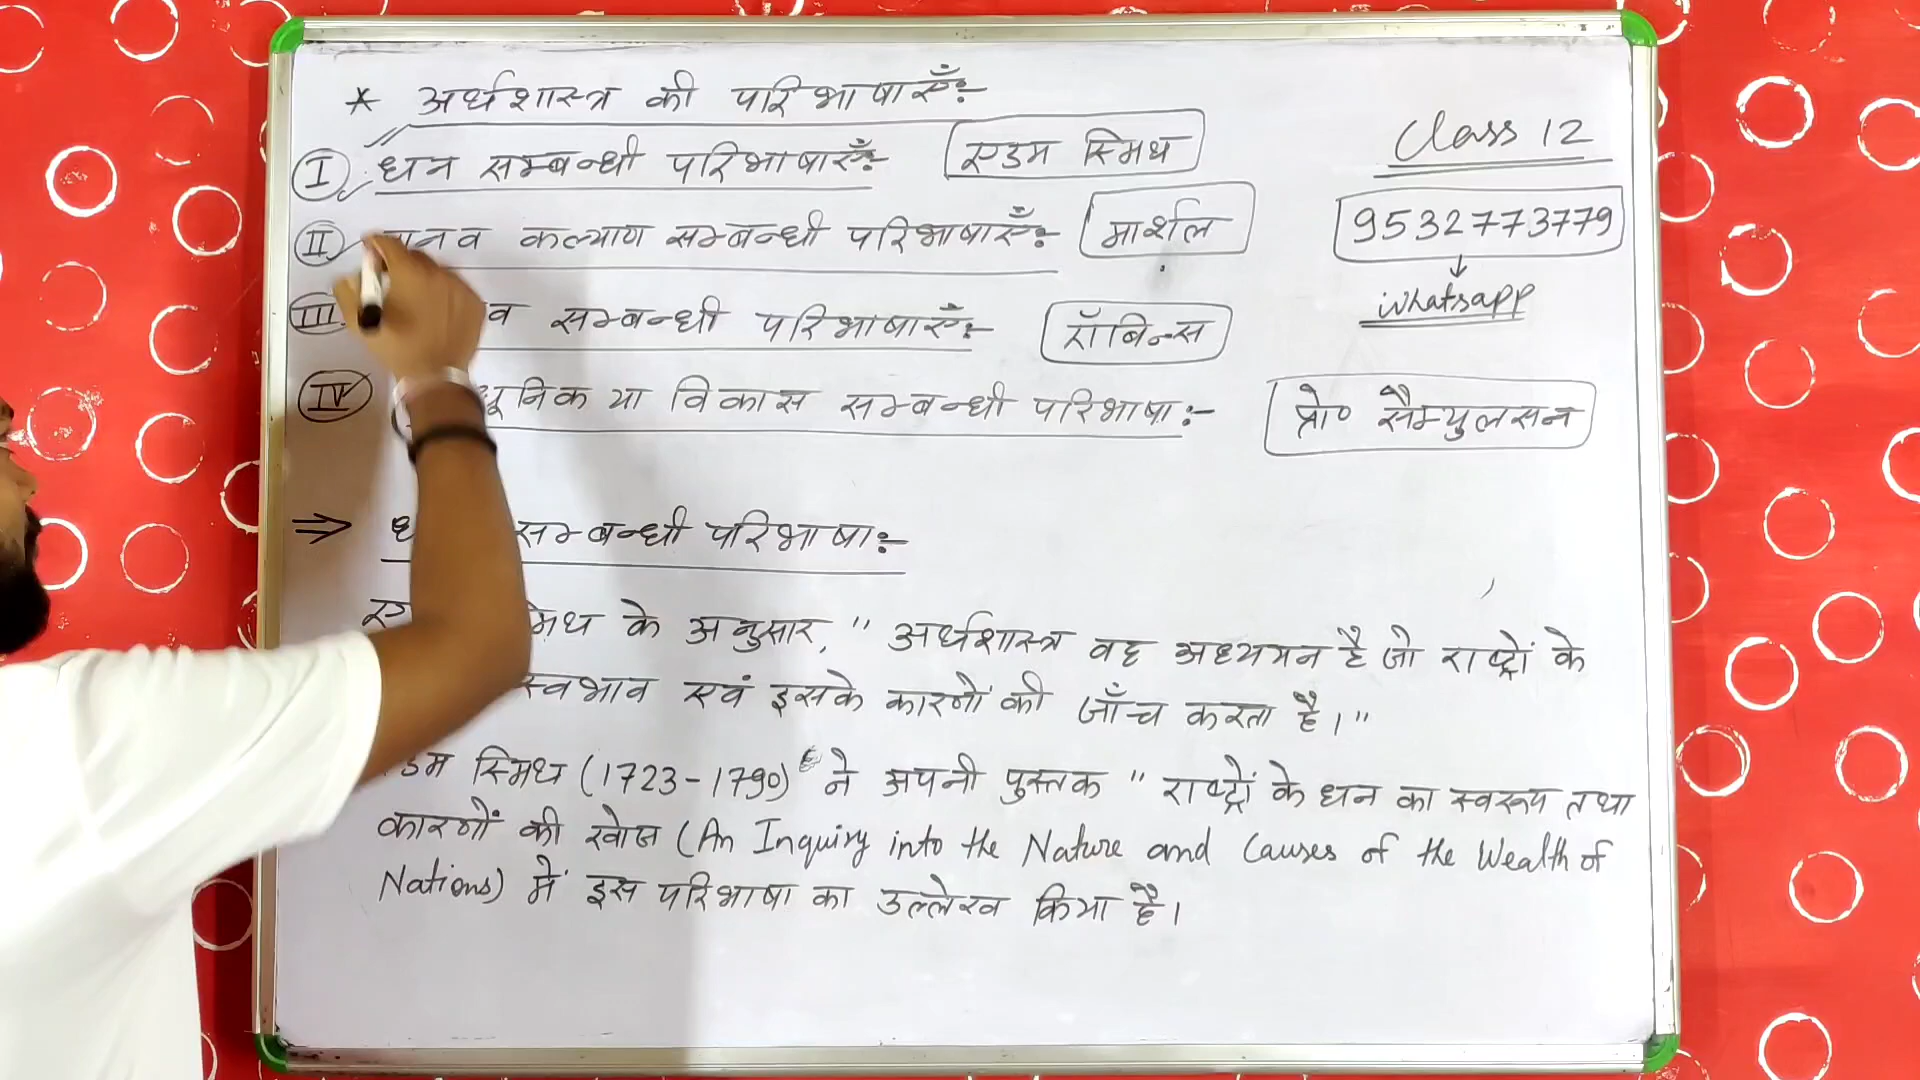 * अर्थशास्त्र की परिभाषाएँ:-
Class 12
I धन सम्बन्धी परिभाषाएँ:- एडम स्मिथ
9532773779
II कल्याण सम्बन्धी परिभाषाएँ:- मार्शल
whatsapp
III सम्बन्धी परिभाषाएँ:- रॉबिन्स
IV या विकास सम्बन्धी परिभाषा:- प्रो० सैम्युलसन
⇒ सम्बन्धी परिभाषा:-
के अनुसार, " अर्थशास्त्र वह अध्ययन है जो राष्ट्रों के
स्वभाव एवं इसके कारणों की जाँच करता है।"
स्मिथ (1723-1790) ने अपनी पुस्तक " राष्ट्रों के धन का स्वरूप तथा
कारणों की खोज (An Inquiry into the Nature and Causes of the Wealth of
Nations) में इस परिभाषा का उल्लेख किया है।